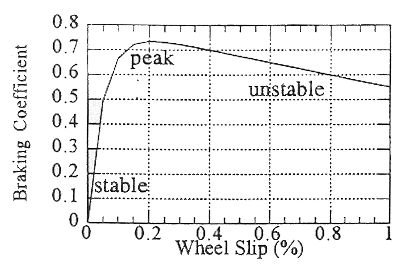 Braking Coefficient
0.8
0.7
0.6
0.5
0.4
0.3
0.2
0.1
0
peak
unstable
stable
0 0.2 0.4 0.6 0.8 1
Wheel Slip (%)